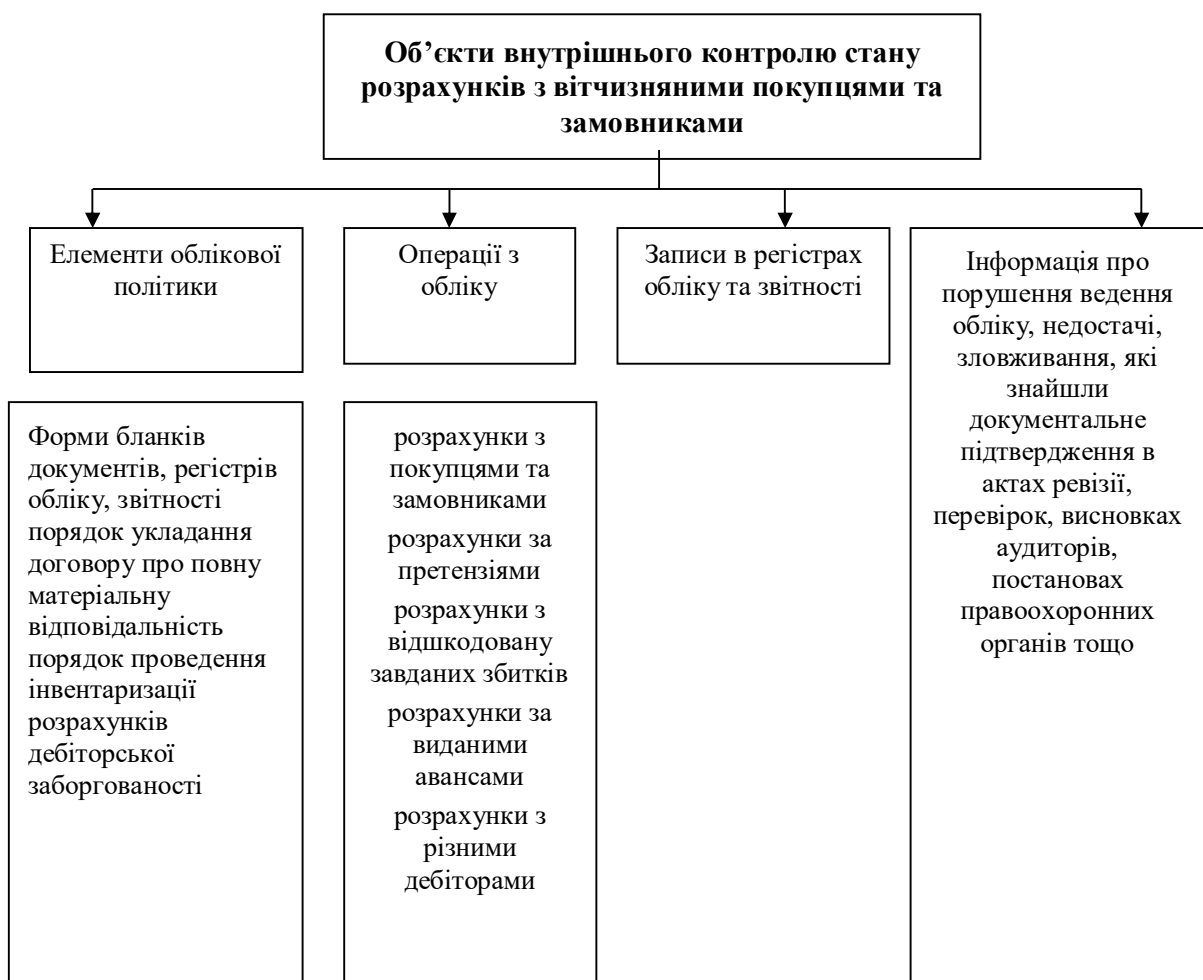 Об’єкти внутрішнього контролю стану
розрахунків з вітчизняними покупцями та
замовниками
Елементи облікової
політики
Операції з
обліку
Записи в регістрах
обліку та звітності
Інформація про
порушення ведення
обліку, недостачі,
зловживання, які
знайшли
документальне
підтвердження в
актах ревізії,
перевірок, висновках
аудиторів,
постановах
правоохоронних
органів тощо
Форми бланків
документів, регістрів
обліку, звітності
порядок укладання
договору про повну
матеріальну
відповідальність
порядок проведення
інвентаризації
розрахунків
дебіторської
заборгованості
розрахунки з
покупцями та
замовниками
розрахунки за
претензіями
розрахунки з
відшкодовану
завданих збитків
розрахунки за
виданими
авансами
розрахунки з
різними
дебіторами